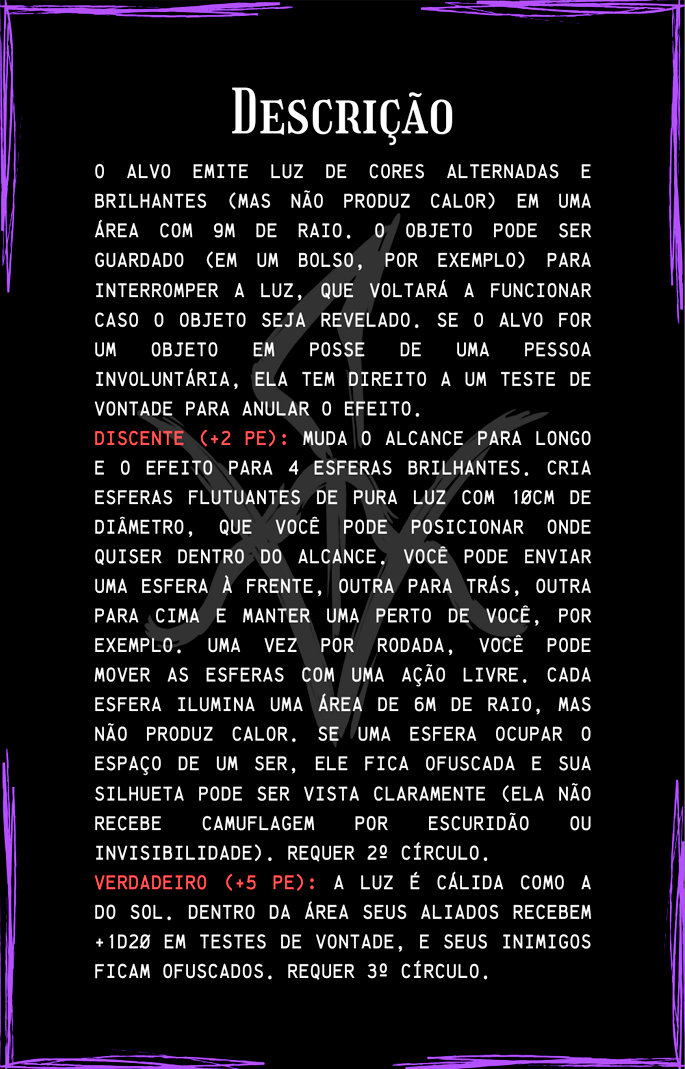 DESCRIÇÃO
O ALVO EMITE LUZ DE CORES ALTERNADAS E
BRILHANTES (MAS NÃO PRODUZ CALOR) EM UMA
ÁREA COM 9M DE RAIO. O OBJETO PODE SER
GUARDADO (EM UM BOLSO, POR EXEMPLO) PARA
INTERROMPER A LUZ, QUE VOLTARÁ A FUNCIONAR
CASO O OBJETO SEJA REVELADO. SE O ALVO FOR
UM OBJETO EM POSSE DE UMA PESSOA
INVOLUNTÁRIA, ELA TEM DIREITO A UM TESTE DE
VONTADE PARA ANULAR O EFEITO.
DISCENTE (+2 PE): MUDA O ALCANCE PARA LONGO
E O EFEITO PARA 4 ESFERAS BRILHANTES. CRIA
ESFERAS FLUTUANTES DE PURA LUZ COM 10CM DE
DIÂMETRO, QUE VOCÊ PODE POSICIONAR ONDE
QUISER DENTRO DO ALCANCE. VOCÊ PODE ENVIAR
UMA ESFERA À FRENTE, OUTRA PARA TRÁS, OUTRA
PARA CIMA E MANTER UMA PERTO DE VOCÊ, POR
EXEMPLO. UMA VEZ POR RODADA, VOCÊ PODE
MOVER AS ESFERAS COM UMA AÇÃO LIVRE. CADA
ESFERA ILUMINA UMA ÁREA DE 6M DE RAIO, MAS
NÃO PRODUZ CALOR. SE UMA ESFERA OCUPAR O
ESPAÇO DE UM SER, ELE FICA OFUSCADA E SUA
SILHUETA PODE SER VISTA CLARAMENTE (ELA NÃO
RECEBE CAMUFLAGEM POR ESCURIDÃO OU
INVISIBILIDADE). REQUER 2º CÍRCULO.
VERDADEIRO (+5 PE): A LUZ É CÁLIDA COMO A
DO SOL. DENTRO DA ÁREA SEUS ALIADOS RECEBEM
+1D20 EM TESTES DE VONTADE, E SEUS INIMIGOS
FICAM OFUSCADOS. REQUER 3º CÍRCULO.